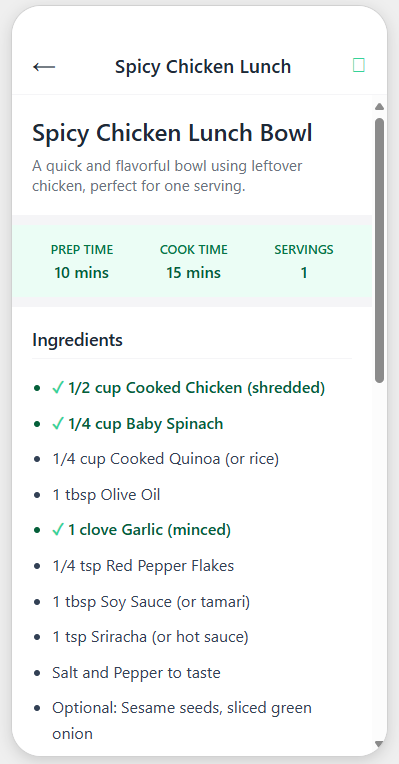 ← Spicy Chicken Lunch
Spicy Chicken Lunch Bowl
A quick and flavorful bowl using leftover
chicken, perfect for one serving.
PREP TIME COOK TIME SERVINGS
10 mins 15 mins 1
Ingredients
• ✓ 1/2 cup Cooked Chicken (shredded)
• ✓ 1/4 cup Baby Spinach
• 1/4 cup Cooked Quinoa (or rice)
• 1 tbsp Olive Oil
• ✓ 1 clove Garlic (minced)
• 1/4 tsp Red Pepper Flakes
• 1 tbsp Soy Sauce (or tamari)
• 1 tsp Sriracha (or hot sauce)
• Salt and Pepper to taste
• Optional: Sesame seeds, sliced green
onion